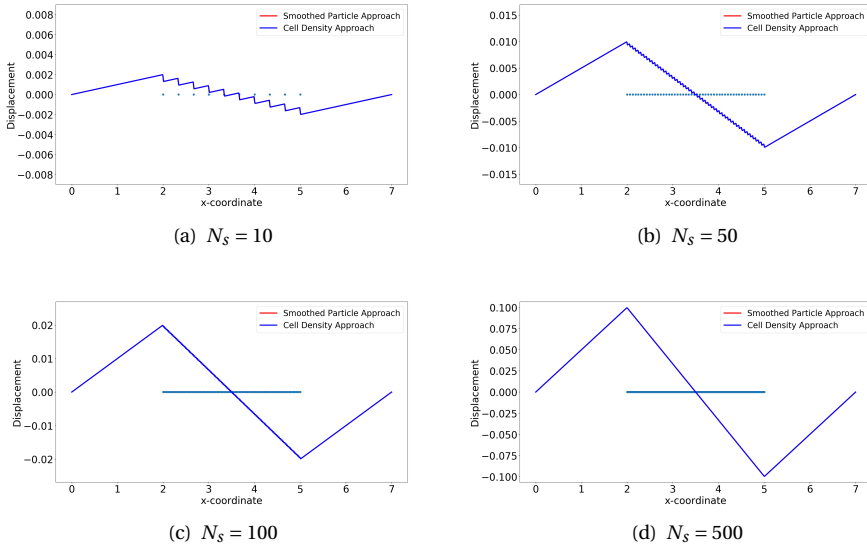 0.008
0.006
0.004
0.002
0.000
−0.002
−0.004
−0.006
−0.008
Displacement
Smoothed Particle Approach
Cell Density Approach
0 1 2 3 4 5 6 7
x-coordinate
(a) Nₛ = 10
0.015
0.010
0.005
0.000
−0.005
−0.010
−0.015
Displacement
Smoothed Particle Approach
Cell Density Approach
0 1 2 3 4 5 6 7
x-coordinate
(b) Nₛ = 50
0.02
0.01
0.00
−0.01
−0.02
Displacement
Smoothed Particle Approach
Cell Density Approach
0 1 2 3 4 5 6 7
x-coordinate
(c) Nₛ = 100
0.100
0.075
0.050
0.025
0.000
−0.025
−0.050
−0.075
−0.100
Displacement
Smoothed Particle Approach
Cell Density Approach
0 1 2 3 4 5 6 7
x-coordinate
(d) Nₛ = 500